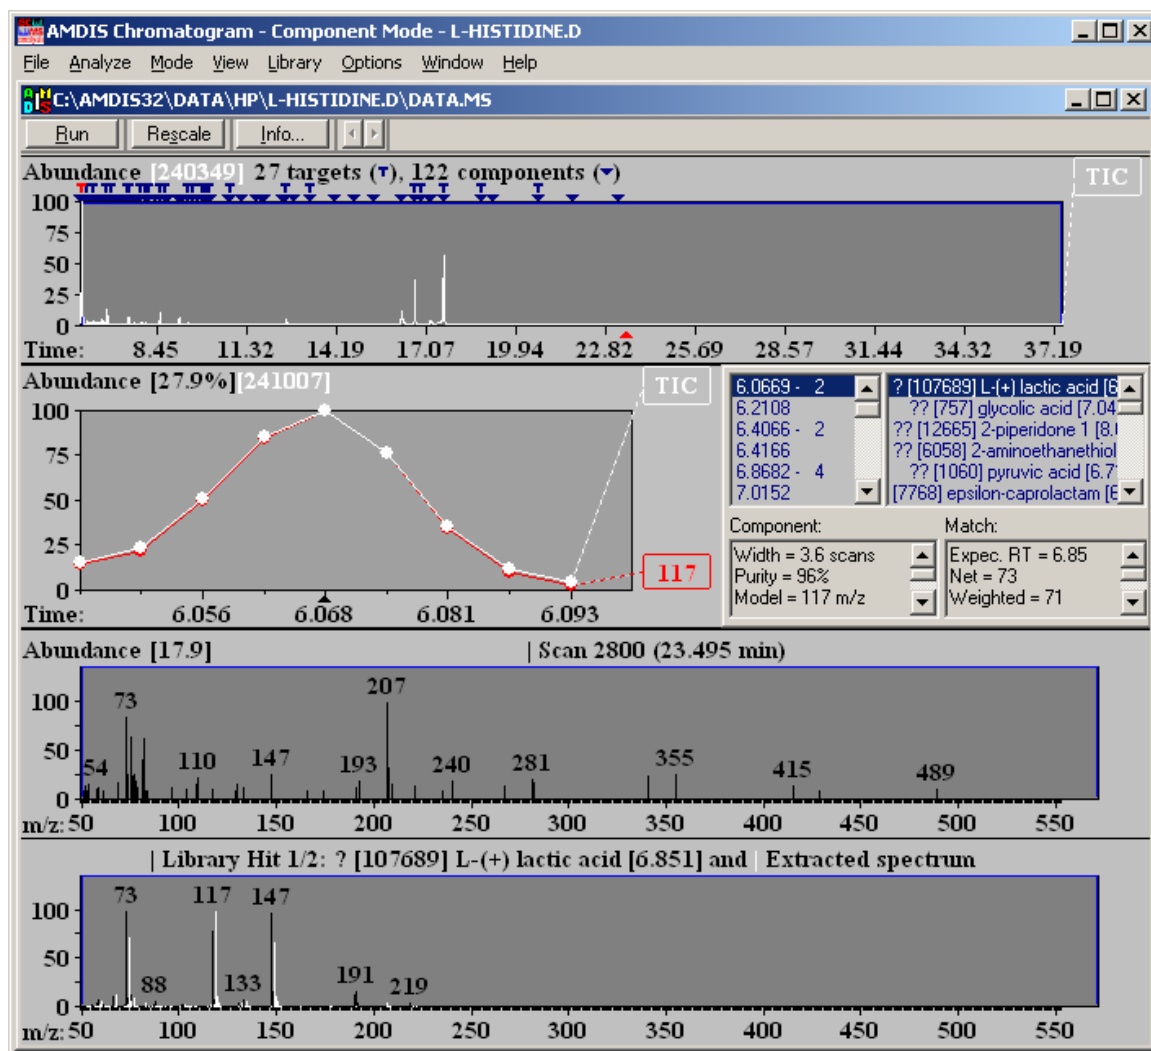 AMDIS Chromatogram - Component Mode - L-HISTIDINE.D
File Analyze Mode View Library Options Window Help
C:\AMDIS32\DATA\HP\L-HISTIDINE.D\DATA.MS
Run Rescale Info...
Abundance [240349] 27 targets (T), 122 components (▼)
TIC
100
75
50
25
0
Time: 8.45 11.32 14.19 17.07 19.94 22.82 25.69 28.57 31.44 34.32 37.19
Abundance [27.9%][241007]
TIC
100
75
50
25
0
117
Time: 6.056 6.068 6.081 6.093
6.0669 - 2 ? [107689] L-(+) lactic acid [6
6.2108 ?? [757] glycolic acid [7.04
6.4066 - 2 ?? [12665] 2-piperidone 1 [8.
6.4166 ?? [6058] 2-aminoethanethiol
6.8682 - 4 ?? [1060] pyruvic acid [6.7
7.0152 [7768] epsilon-caprolactam [6
Component: Match:
Width = 3.6 scans Expec. RT = 6.85
Purity = 96% Net = 73
Model = 117 m/z Weighted = 71
Abundance [17.9] | Scan 2800 (23.495 min)
100
50
0
54 73 110 147 193 207 240 281 355 415 489
m/z: 50 100 150 200 250 300 350 400 450 500 550
| Library Hit 1/2: ? [107689] L-(+) lactic acid [6.851] and | Extracted spectrum
100
50
0
73 88 117 133 147 191 219
m/z: 50 100 150 200 250 300 350 400 450 500 550